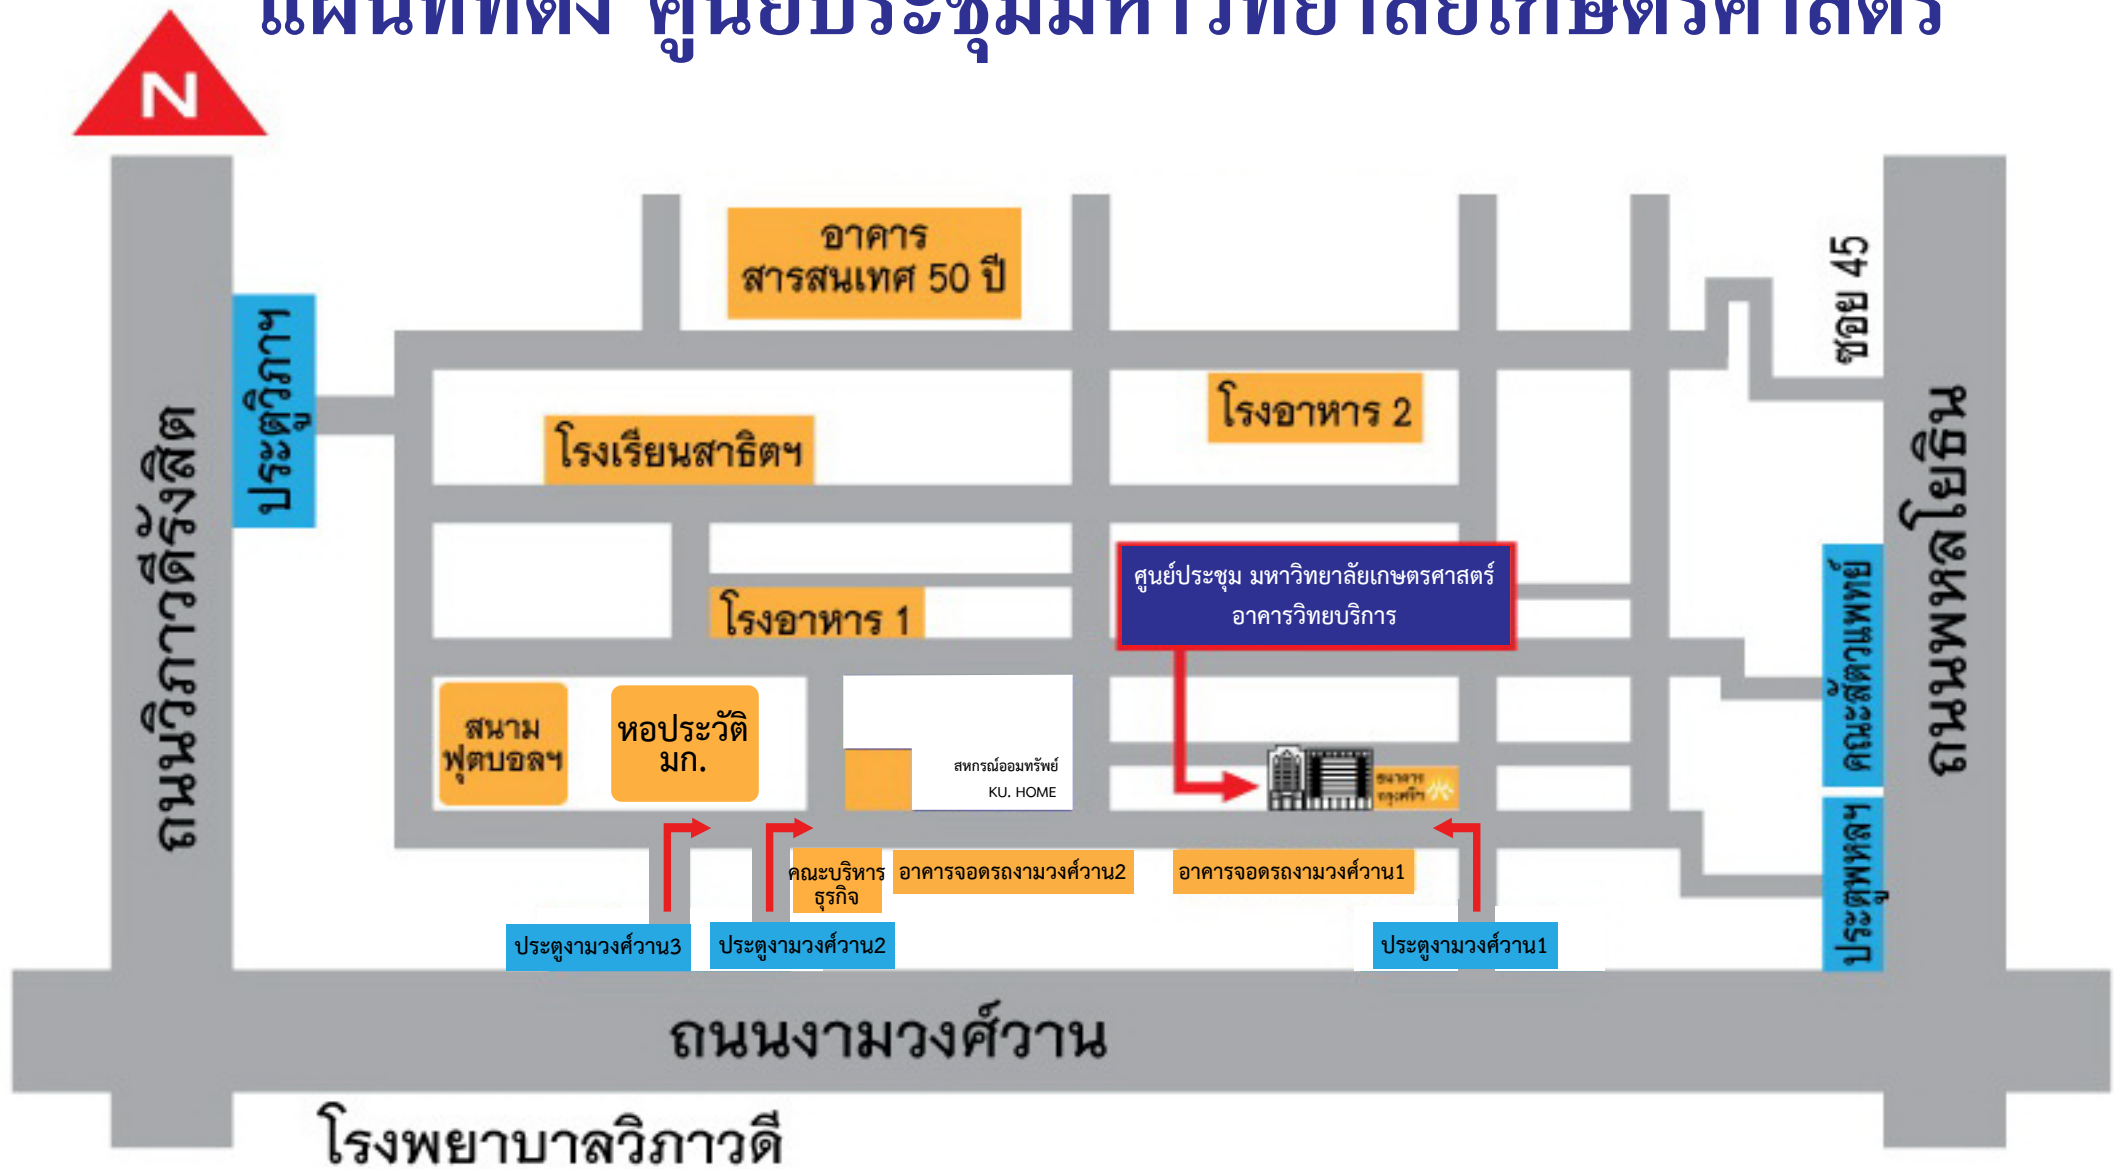 แผนที่ที่ตั้ง ศูนย์ประชุมมหาวิทยาลัยเกษตรศาสตร์
N
อาคาร
สารสนเทศ 50 ปี
ซอย 45
ประตูวิภาฯ
โรงอาหาร 2
โรงเรียนสาธิตฯ
ถนนวิภาวดีรังสิต
ถนนพหลโยธิน
ศูนย์ประชุม มหาวิทยาลัยเกษตรศาสตร์
อาคารวิทยบริการ
โรงอาหาร 1
คณะสัตวแพทย์
สนาม
ฟุตบอลฯ
หอประวัติ
มก.
สหกรณ์ออมทรัพย์
KU. HOME
ธนาคาร
กรุงศรีฯ
คณะบริหาร
ธุรกิจ
อาคารจอดรถงามวงศ์วาน2
อาคารจอดรถงามวงศ์วาน1
ประตูพหลฯ
ประตูงามวงศ์วาน3
ประตูงามวงศ์วาน2
ประตูงามวงศ์วาน1
ถนนงามวงศ์วาน
โรงพยาบาลวิภาวดี